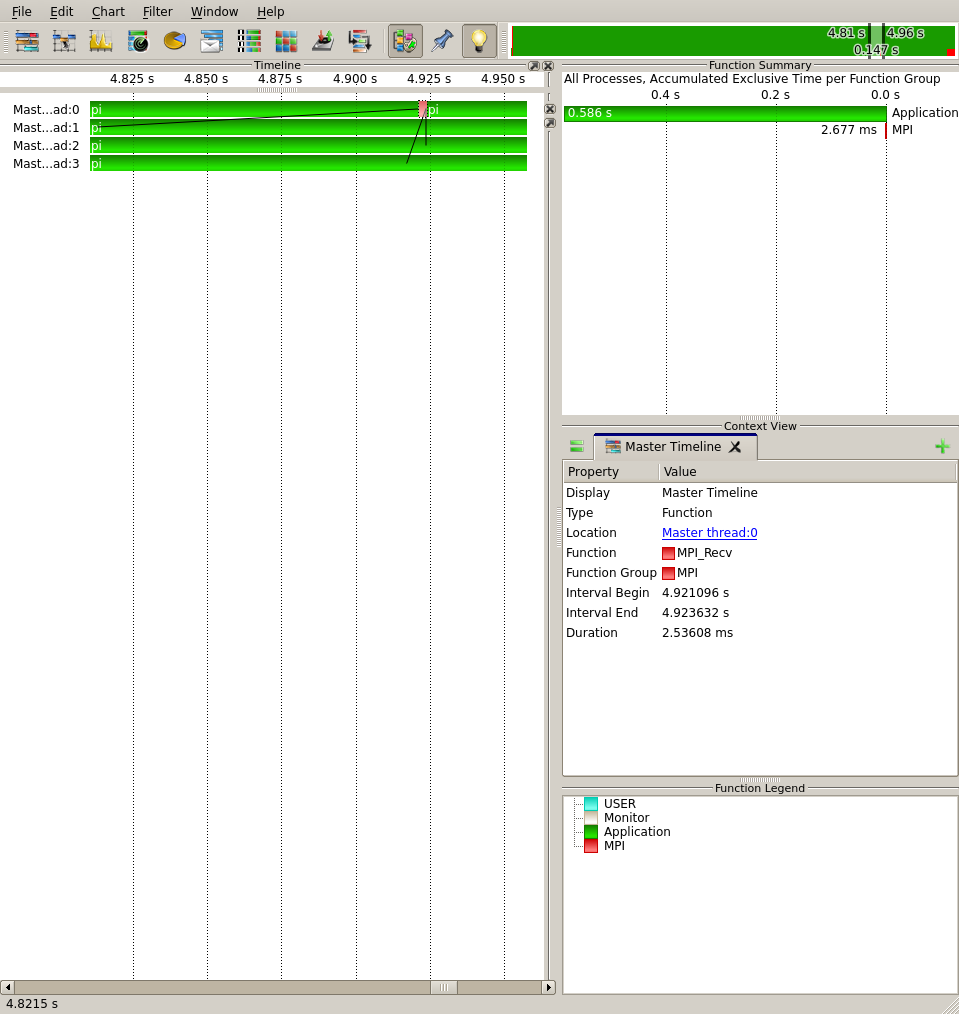 File Edit Chart Filter Window Help
4.81 s 4.96 s
0.147 s
Timeline
4.825 s 4.850 s 4.875 s 4.900 s 4.925 s 4.950 s
Mast...ad:0 pi pi
Mast...ad:1 pi
Mast...ad:2 pi
Mast...ad:3 pi
Function Summary
All Processes, Accumulated Exclusive Time per Function Group
0.4 s 0.2 s 0.0 s
0.586 s Application
2.677 ms MPI
Context View
Master Timeline
Property Value
Display Master Timeline
Type Function
Location Master thread:0
Function MPI_Recv
Function Group MPI
Interval Begin 4.921096 s
Interval End 4.923632 s
Duration 2.53608 ms
Function Legend
USER
Monitor
Application
MPI
4.8215 s